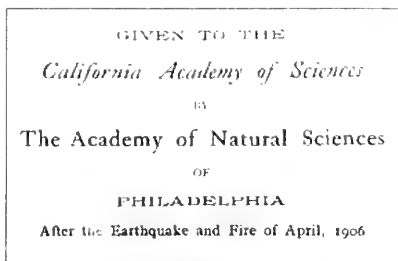 GIVEN TO THE
California Academy of Sciences
BY
The Academy of Natural Sciences
OF
PHILADELPHIA
After the Earthquake and Fire of April, 1906